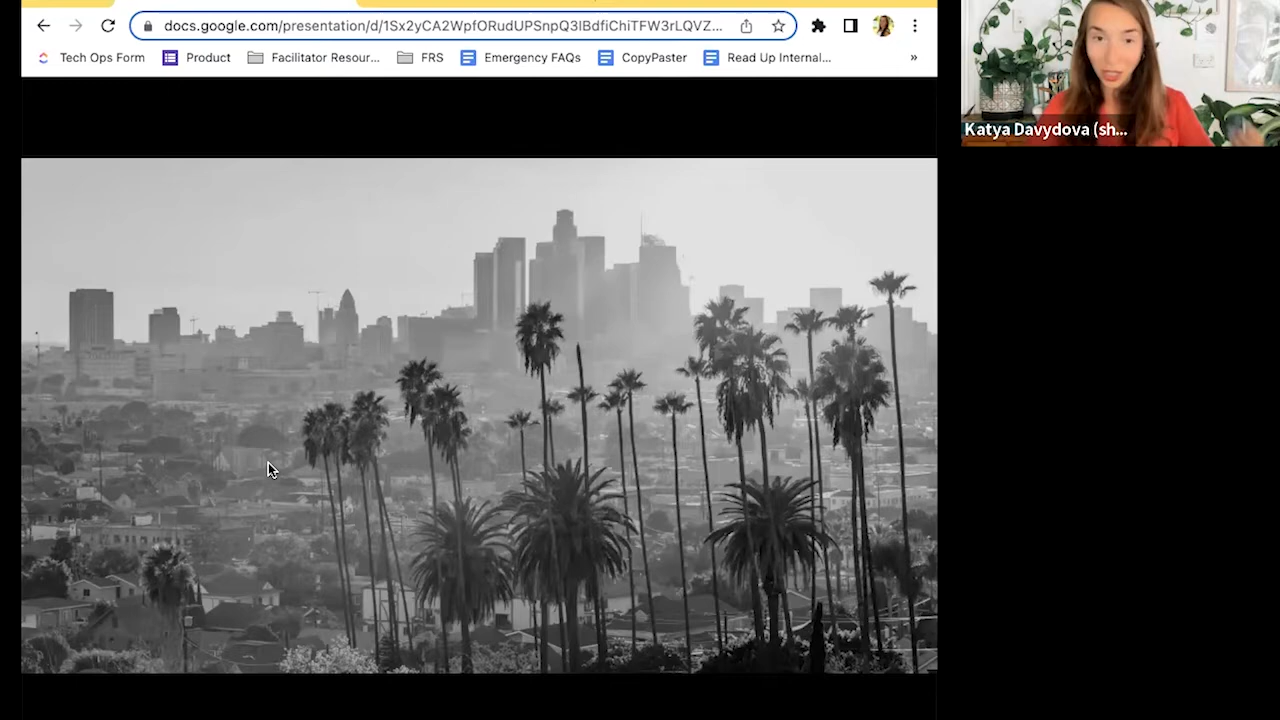 docs.google.com/presentation/d/1Sx2yCA2WpfORudUPSnpQ3lBdfiChiTFW3rLQVZ...
Tech Ops Form Product Facilitator Resour... FRS Emergency FAQs CopyPaster Read Up Internal... »
Katya Davydova (sh...